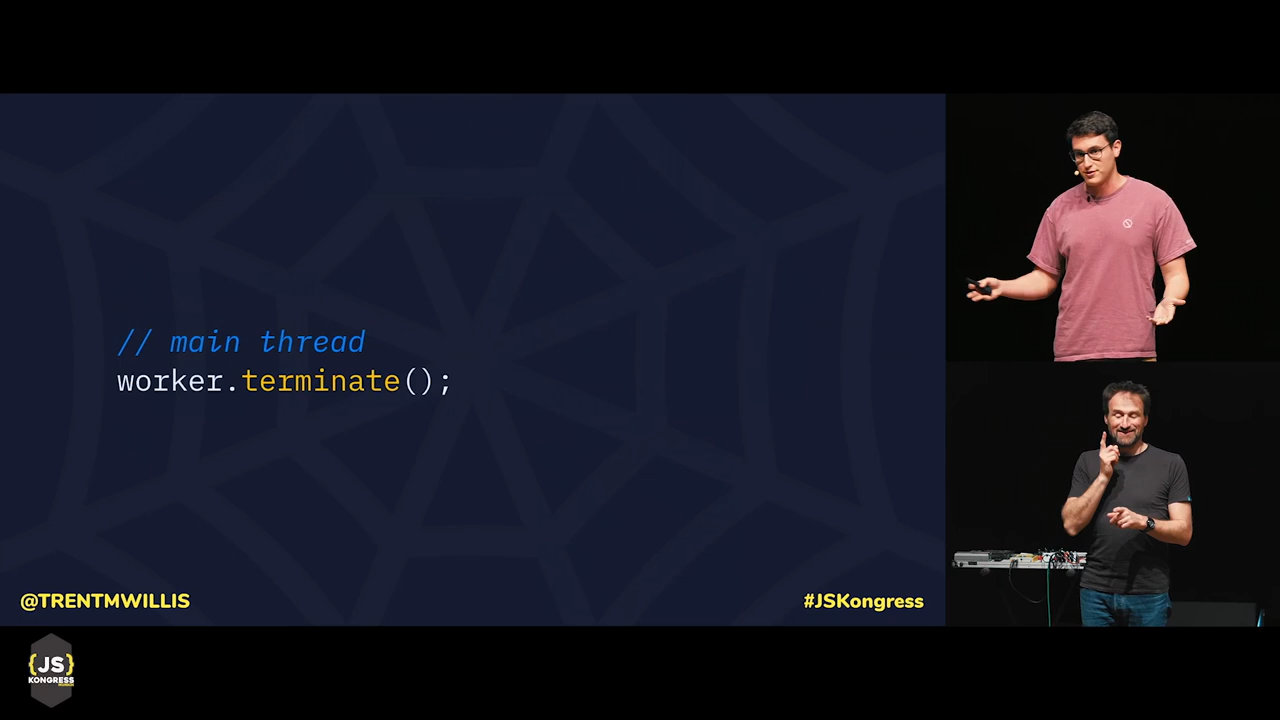 // main thread
worker.terminate();
@TRENTMWILLIS
#JSKongress
{JS}
KONGRESS